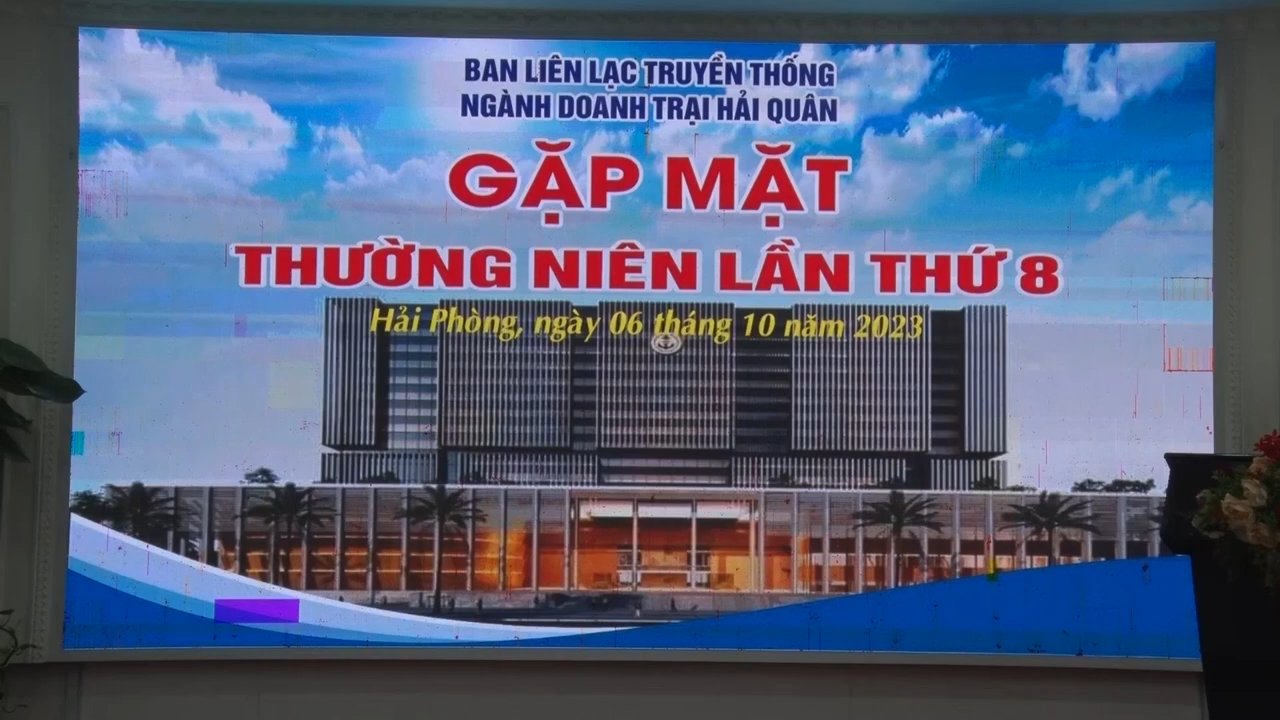 BAN LIÊN LẠC TRUYỀN THỐNG
NGÀNH DOANH TRẠI HẢI QUÂN
GẶP MẶT
THƯỜNG NIÊN LẦN THỨ 8
Hải Phòng, ngày 06 tháng 10 năm 2023